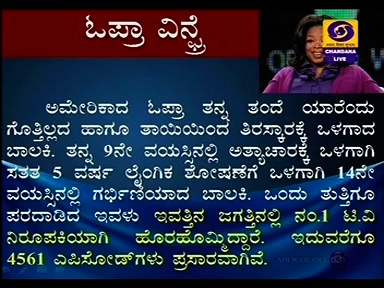 ಓಪ್ರಾ ವಿನ್ಫ್ರೆ
CHANDANA
LIVE
ಅಮೇರಿಕಾದ ಓಪ್ರಾ ತನ್ನ ತಂದೆ ಯಾರೆಂದು
ಗೊತ್ತಿಲ್ಲದ ಹಾಗೂ ತಾಯಿಯಿಂದ ತಿರಸ್ಕಾರಕ್ಕೆ ಒಳಗಾದ
ಬಾಲಕಿ. ತನ್ನ 9ನೇ ವಯಸ್ಸಿನಲ್ಲಿ ಅತ್ಯಾಚಾರಕ್ಕೆ ಒಳಗಾಗಿ
ಸತತ 5 ವರ್ಷ ಲೈಂಗಿಕ ಶೋಷಣೆಗೆ ಒಳಗಾಗಿ 14ನೇ
ವಯಸ್ಸಿನಲ್ಲಿ ಗರ್ಭಿಣಿಯಾದ ಬಾಲಕಿ. ಒಂದು ತುತ್ತಿಗೂ
ಪರದಾಡಿದ ಇವಳು ಇವತ್ತಿನ ಜಗತ್ತಿನಲ್ಲಿ ನಂ.1 ಟಿ.ವಿ
ನಿರೂಪಕಿಯಾಗಿ ಹೊರಹೊಮ್ಮಿದ್ದಾರೆ. ಇದುವರೆಗೂ
4561 ಎಪಿಸೋಡ್‌ಗಳು ಪ್ರಸಾರವಾಗಿವೆ.